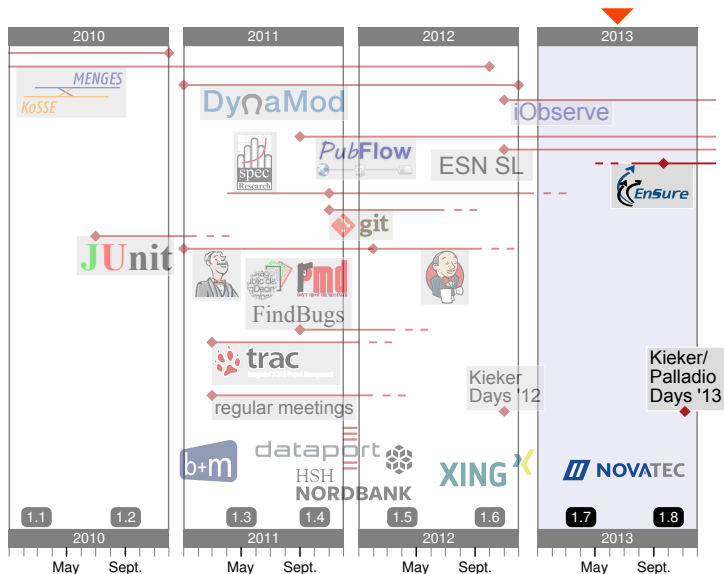 2010 2011 2012 2013
MENGES
KoSSE
DynaMod
iObserve
spec
Research
PubFlow
ESN SL
EnSure
git
JUnit
Pmd
FindBugs
trac
Kieker
Days '12
Kieker/
Palladio
Days '13
regular meetings
b+m
dataport
HSH
NORDBANK
XING
NOVATEC
1.1 1.2 1.3 1.4 1.5 1.6 1.7 1.8
2010 2011 2012 2013
May Sept. May Sept. May Sept. May Sept.